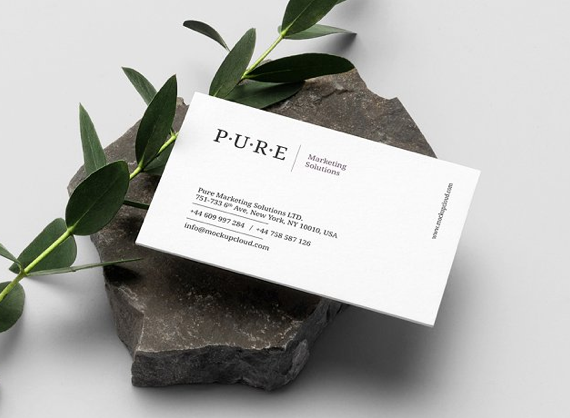 P·U·R·E
Marketing
Solutions
Pure Marketing Solutions LTD.
751-733 6th Ave, New York, NY 10010, USA
+44 609 997 284 / +44 758 587 126
info@mockupcloud.com
www.mockupcloud.com